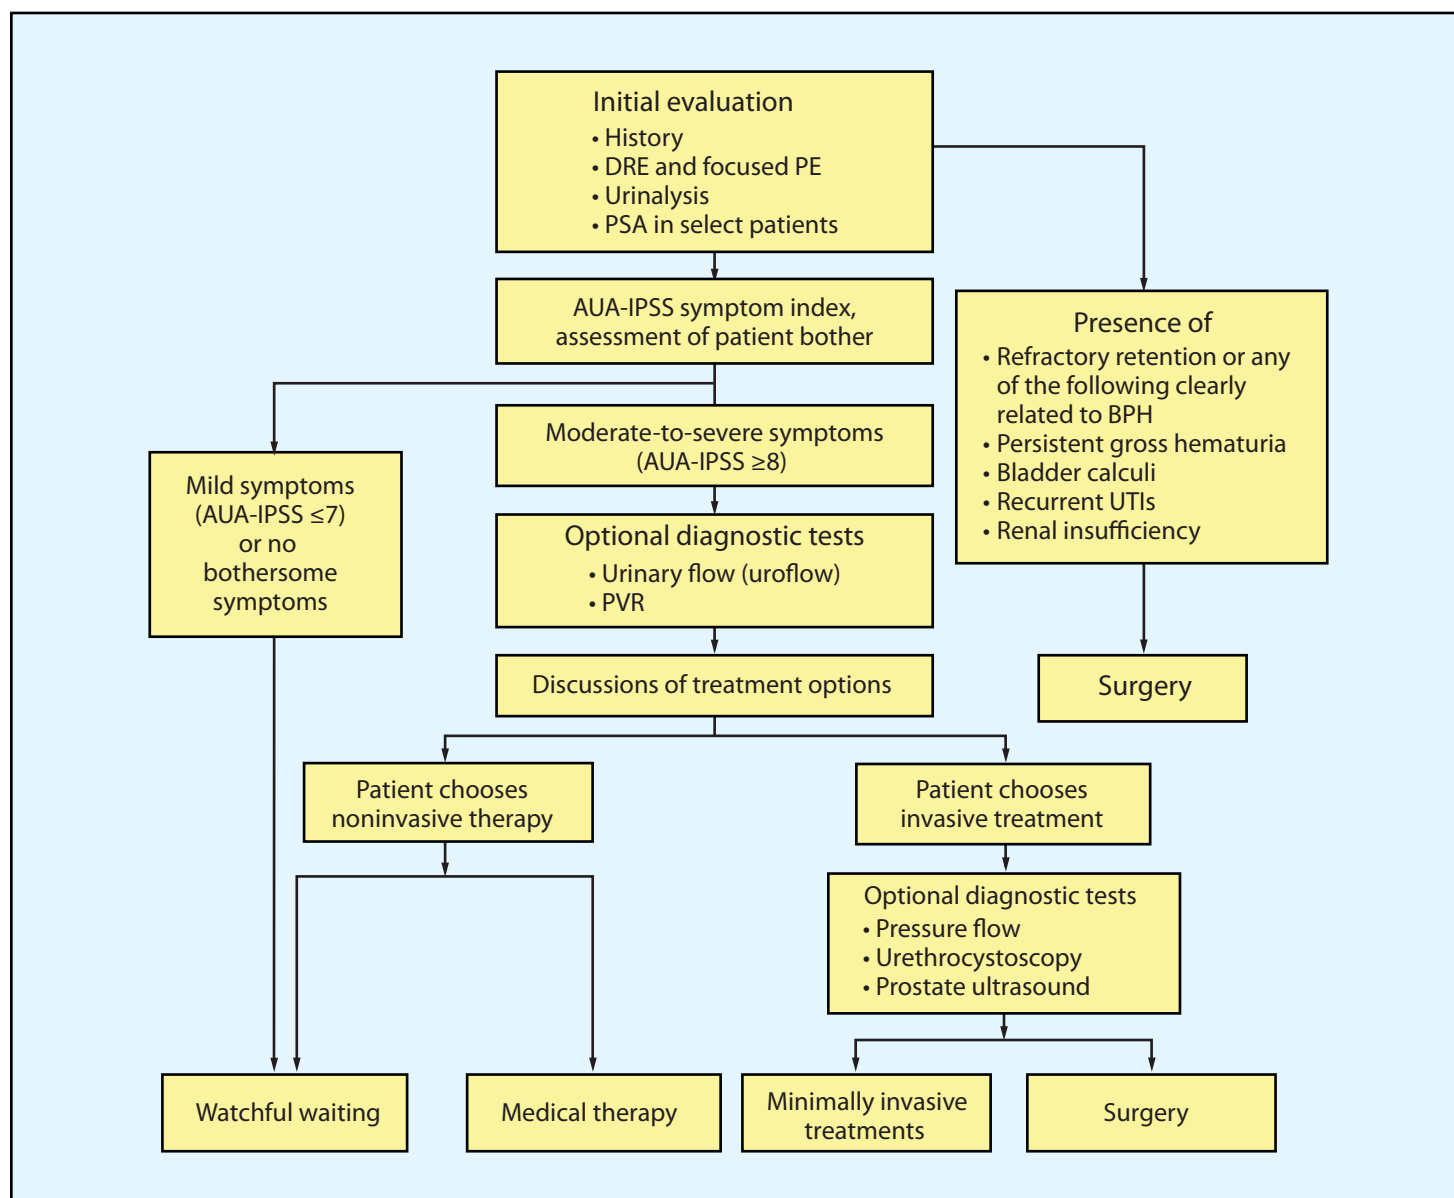 Initial evaluation
• History
• DRE and focused PE
• Urinalysis
• PSA in select patients
AUA-IPSS symptom index,
assessment of patient bother
Presence of
• Refractory retention or any
of the following clearly
related to BPH
• Persistent gross hematuria
• Bladder calculi
• Recurrent UTIs
• Renal insufficiency
Moderate-to-severe symptoms
(AUA-IPSS ≥8)
Mild symptoms
(AUA-IPSS ≤7)
or no
bothersome
symptoms
Optional diagnostic tests
• Urinary flow (uroflow)
• PVR
Discussions of treatment options
Surgery
Patient chooses
noninvasive therapy
Patient chooses
invasive treatment
Optional diagnostic tests
• Pressure flow
• Urethrocystoscopy
• Prostate ultrasound
Watchful waiting
Medical therapy
Minimally invasive
treatments
Surgery